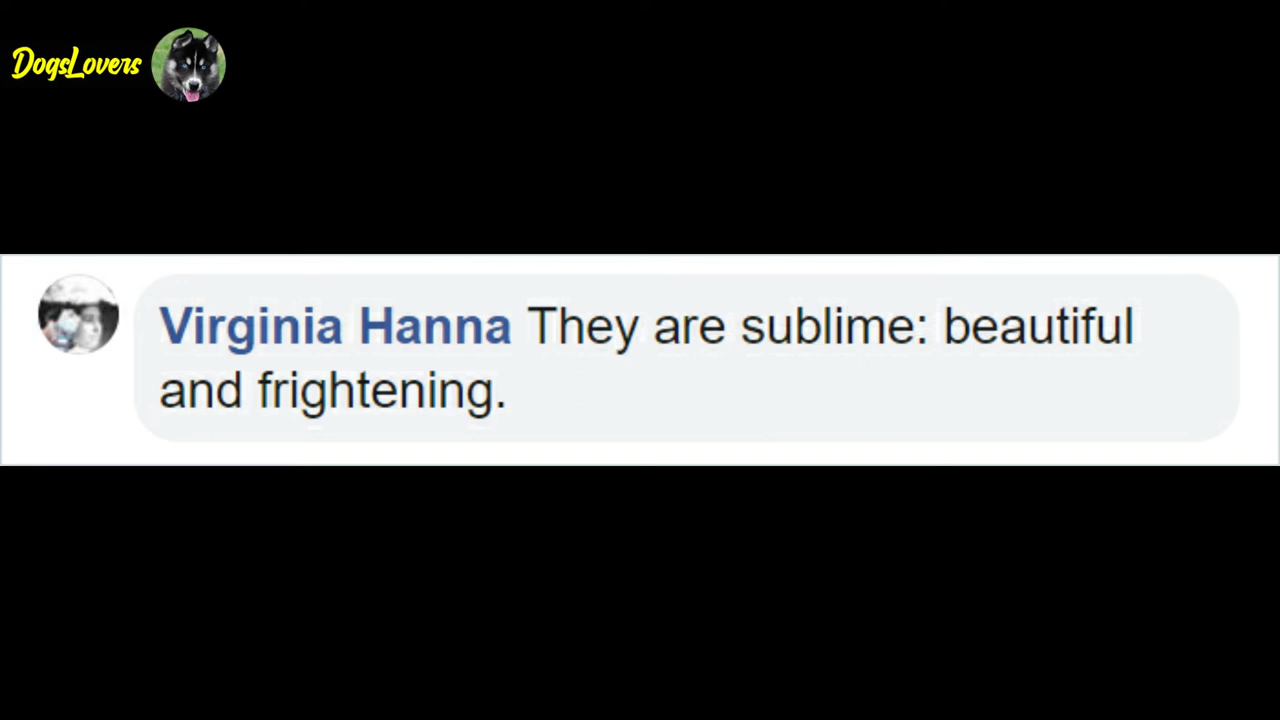 DogsLovers
Virginia Hanna They are sublime: beautiful
and frightening.